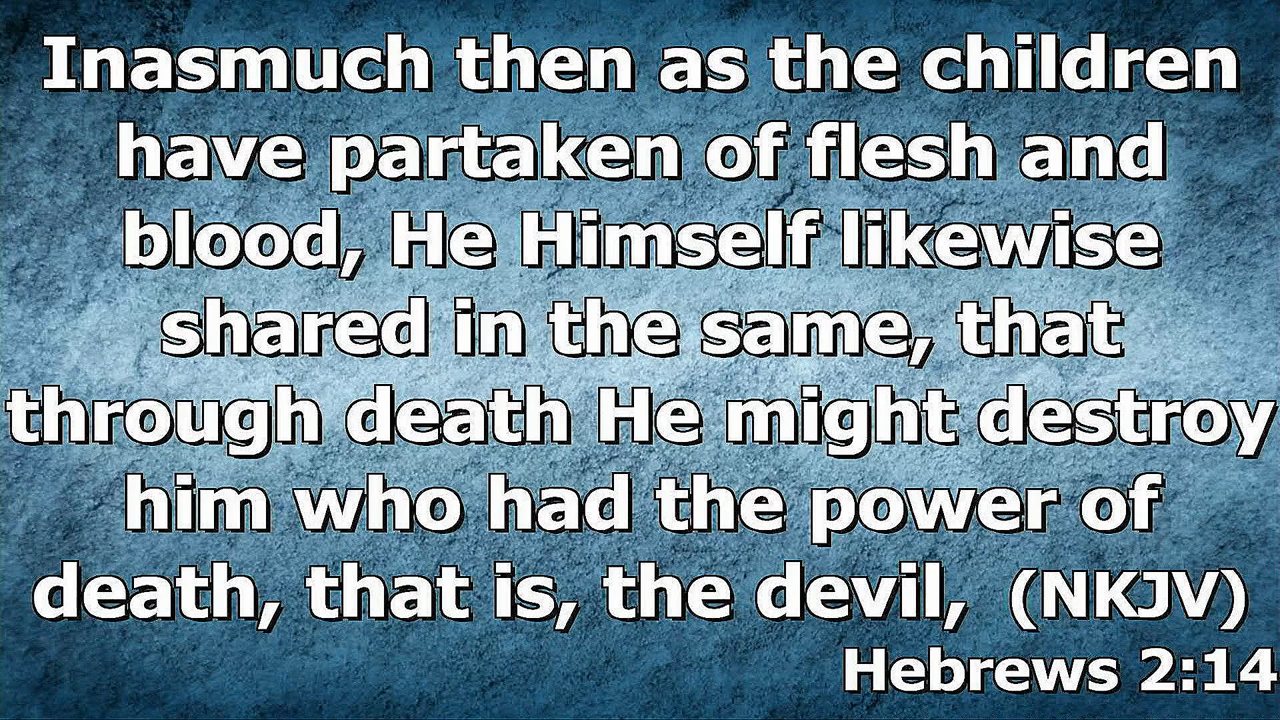 Inasmuch then as the children
have partaken of flesh and
blood, He Himself likewise
shared in the same, that
through death He might destroy
him who had the power of
death, that is, the devil, (NKJV)
Hebrews 2:14